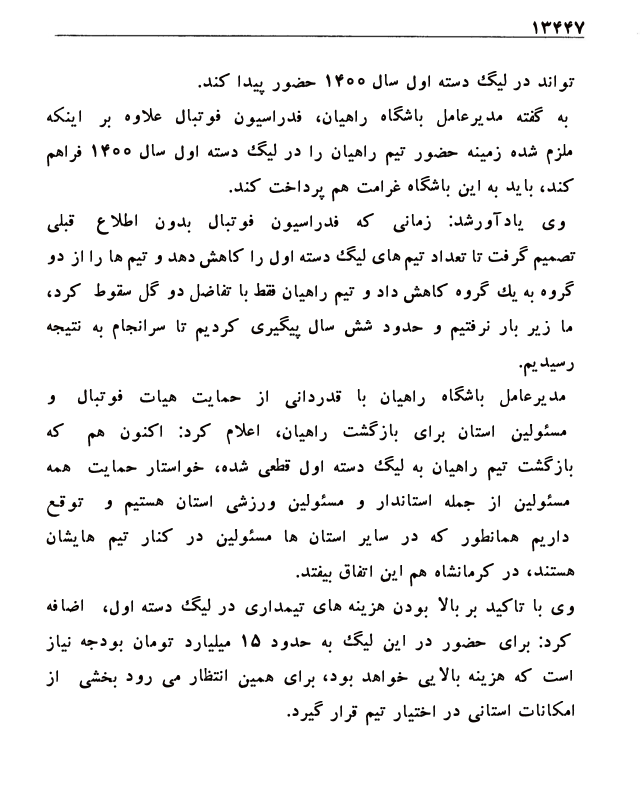 ۱۳۴۴۷
تواند در لیگ دسته اول سال ۱۴۰۰ حضور پیدا کند.
به گفته مدیرعامل باشگاه راهیان، فدراسیون فوتبال علاوه بر اینکه
ملزم شده زمینه حضور تیم راهیان را در لیگ دسته اول سال ۱۴۰۰ فراهم
کند، باید به این باشگاه غرامت هم پرداخت کند.
وی یادآورشد: زمانی که فدراسیون فوتبال بدون اطلاع قبلی
تصمیم گرفت تا تعداد تیم های لیگ دسته اول را کاهش دهد و تیم ها را از دو
گروه به یك گروه کاهش داد و تیم راهیان فقط با تفاضل دو گل سقوط کرد،
ما زیر بار نرفتیم و حدود شش سال پیگیری کردیم تا سرانجام به نتیجه
رسیدیم.
مدیرعامل باشگاه راهیان با قدردانی از حمایت هیات فوتبال و
مسئولین استان برای بازگشت راهیان، اعلام کرد: اکنون هم که
بازگشت تیم راهیان به لیگ دسته اول قطعی شده، خواستار حمایت همه
مسئولین از جمله استاندار و مسئولین ورزشی استان هستیم و توقع
داریم همانطور که در سایر استان ها مسئولین در کنار تیم هایشان
هستند، در کرمانشاه هم این اتفاق بیفتد.
وی با تاکید بر بالا بودن هزینه های تیمداری در لیگ دسته اول، اضافه
کرد: برای حضور در این لیگ به حدود ۱۵ میلیارد تومان بودجه نیاز
است که هزینه بالایی خواهد بود، برای همین انتظار می رود بخشی از
امکانات استانی در اختیار تیم قرار گیرد.